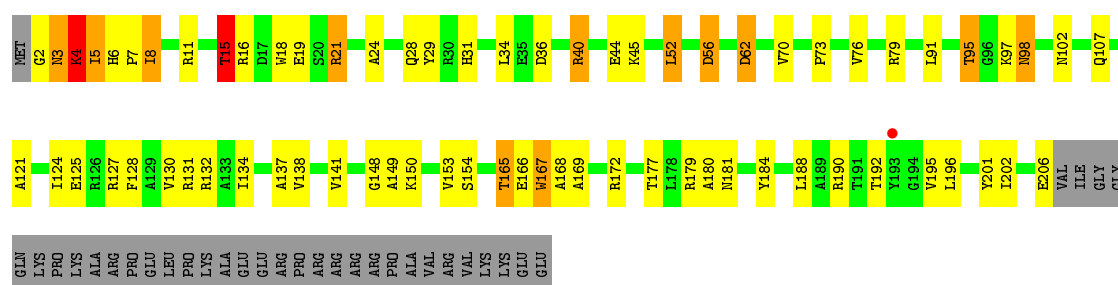 MET G2 N3 K4 I5 H6 P7 I8 R11 T15 R16 D17 W18 E19 S20 R21 A24 Q28 Y29 R30 H31 L34 E35 D36 R40 E44 K45 L52 D56 D62 V70 P73 V76 R79 L91 T95 G96 K97 N98 N102 Q107
A121 I124 E125 R126 R127 F128 A129 V130 R131 R132 A133 I134 A137 V138 V141 G148 A149 K150 V153 S154 T165 E166 W167 A168 A169 R172 T177 L178 R179 A180 N181 Y184 L188 A189 R190 T191 T192 Y193 G194 V195 L196 Y201 I202 E206 VAL ILE GLY GLY
GLN LYS PRO LYS ALA ARG PRO GLU LEU PRO LYS ALA GLU GLU ARG PRO ARG ARG ARG ARG PRO ALA VAL ARG VAL LYS LYS GLU GLU